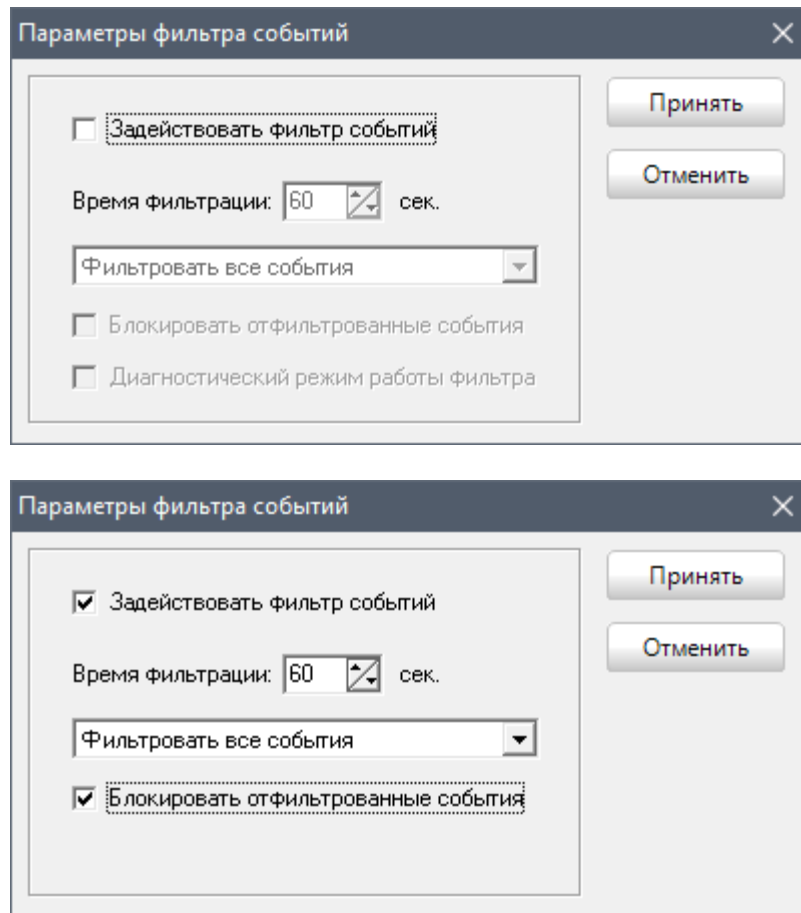 Параметры фильтра событий
Принять
Задействовать фильтр событий
Отменить
Время фильтрации: 60 сек.
Фильтровать все события
Блокировать отфильтрованные события
Диагностический режим работы фильтра
Параметры фильтра событий
Принять
Задействовать фильтр событий
Отменить
Время фильтрации: 60 сек.
Фильтровать все события
Блокировать отфильтрованные события